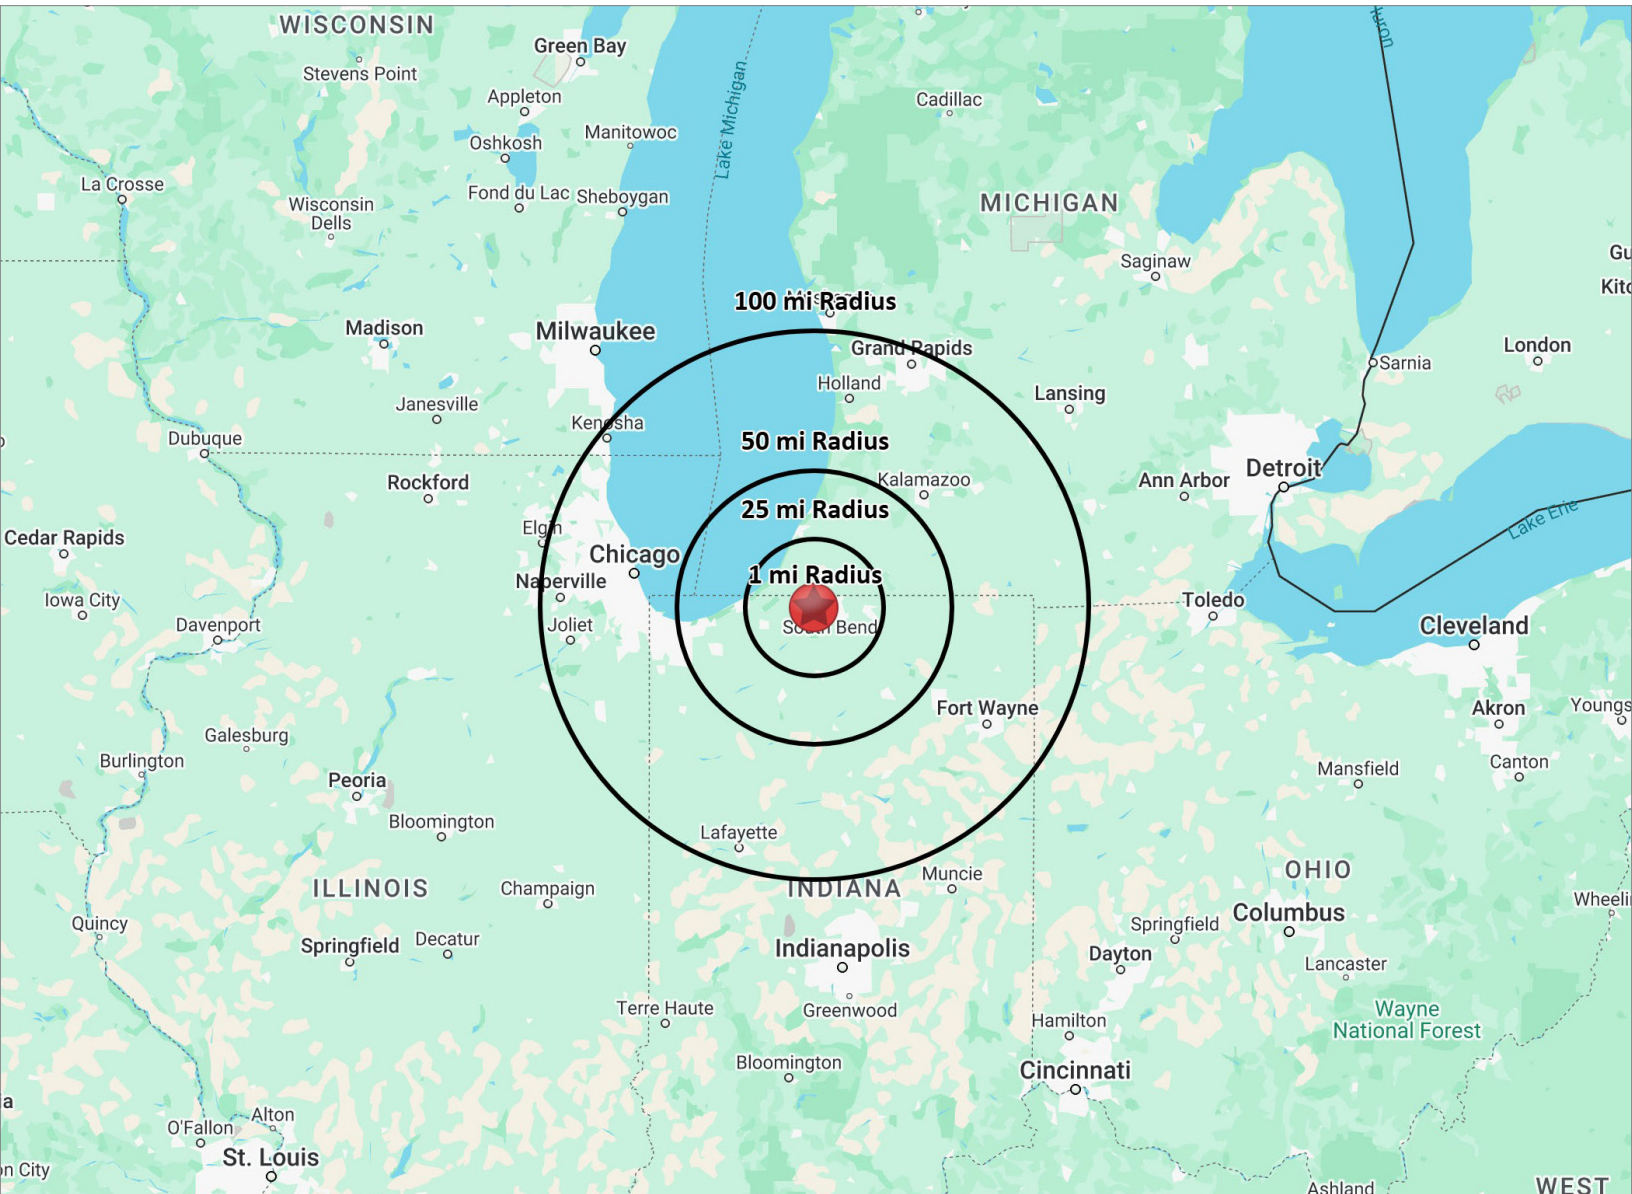 WISCONSIN
Green Bay
Stevens Point
Appleton
Cadillac
Lake Michigan
Manitowoc
Oshkosh
La Crosse
Fond du Lac
Sheboygan
Wisconsin
Dells
MICHIGAN
Saginaw
100 mi Radius
Madison
Milwaukee
Grand Rapids
London
Sarnia
Holland
Lansing
Janesville
Kenosha
Dubuque
50 mi Radius
Detroit
Rockford
Kalamazoo
Ann Arbor
25 mi Radius
Lake Erie
Elgin
Cedar Rapids
Chicago
1 mi Radius
Naperville
Iowa City
Toledo
Davenport
Joliet
South Bend
Cleveland
Fort Wayne
Akron
Youngs
Galesburg
Burlington
Canton
Mansfield
Peoria
Bloomington
Lafayette
Muncie
OHIO
ILLINOIS
Champaign
INDIANA
Columbus
Quincy
Springfield
Decatur
Indianapolis
Springfield
Dayton
Lancaster
Terre Haute
Greenwood
Wayne
National Forest
Hamilton
Bloomington
Cincinnati
Alton
O'Fallon
St. Louis
Ashland
WEST